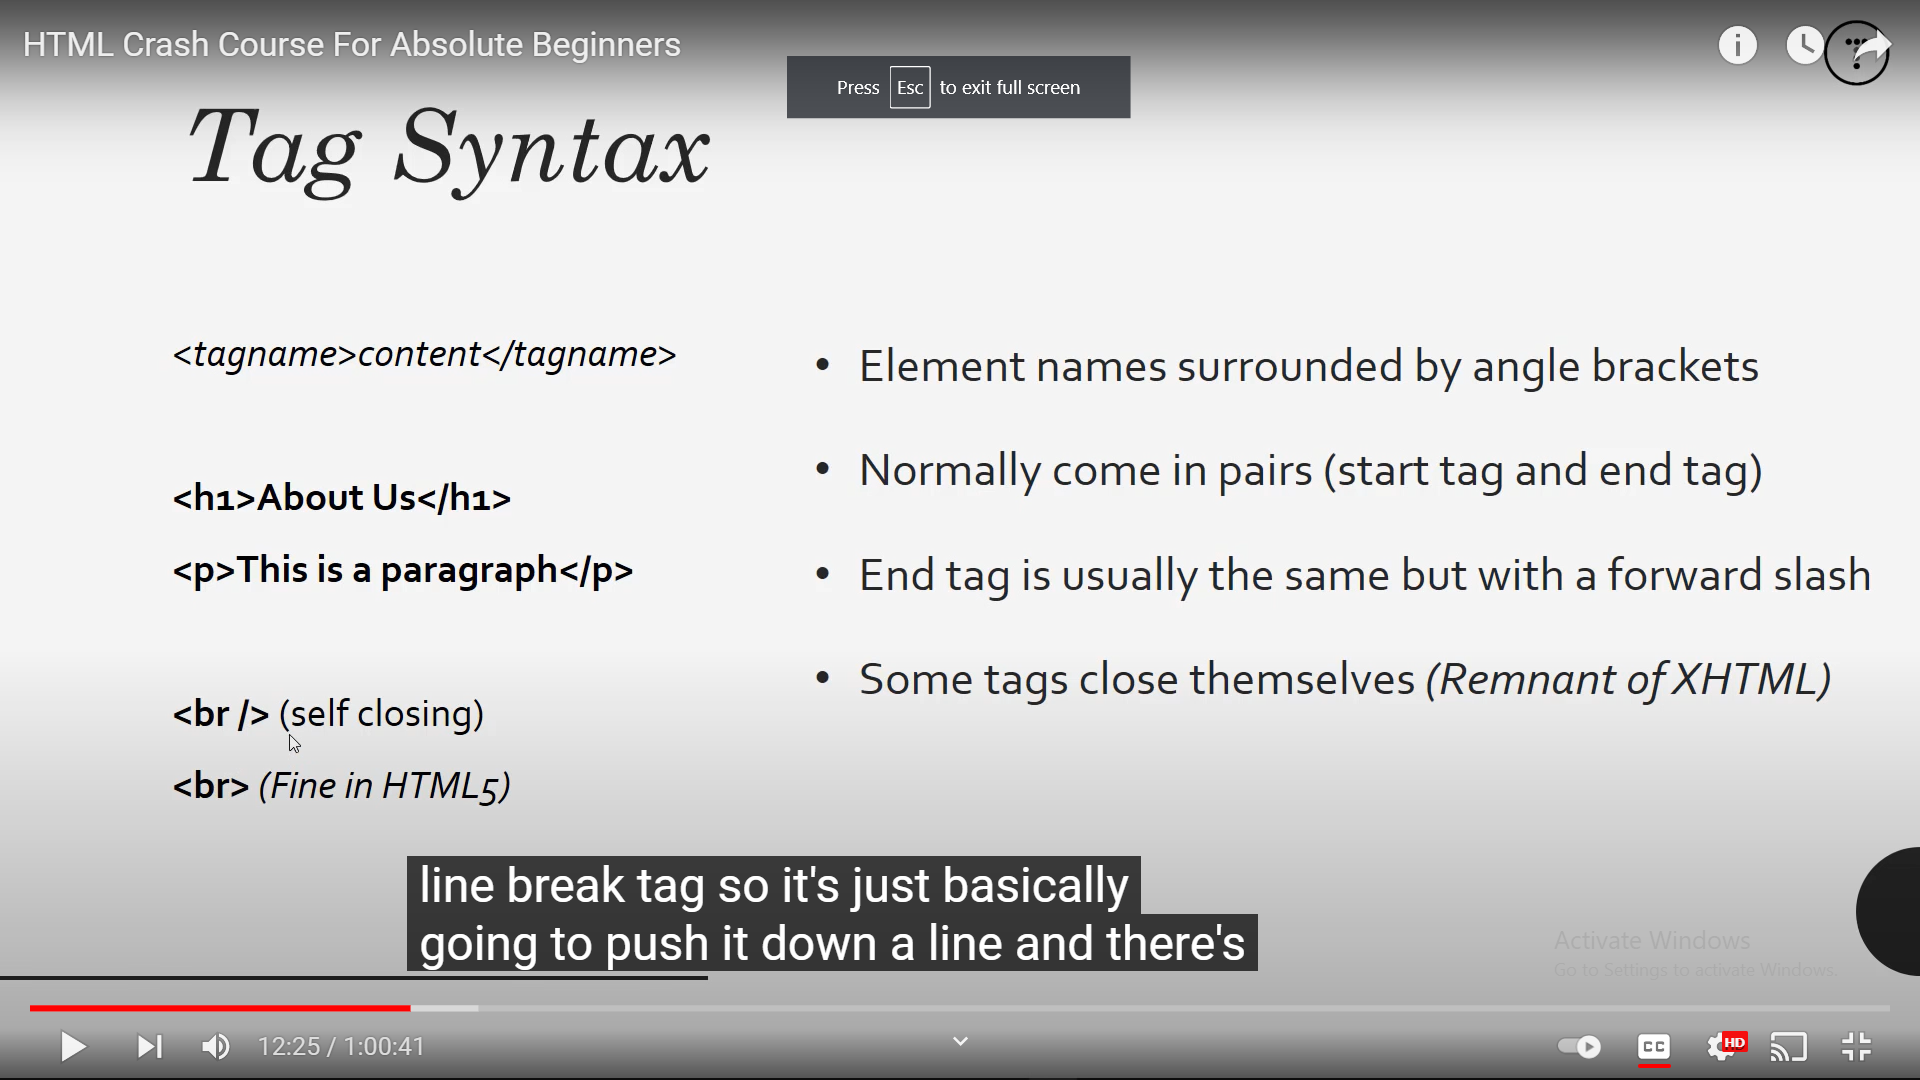 HTML Crash Course For Absolute Beginners
Press Esc to exit full screen
Tag Syntax
<tagname>content</tagname>
<h1>About Us</h1>
<p>This is a paragraph</p>
<br /> (self closing)
<br> (Fine in HTML5)
• Element names surrounded by angle brackets
• Normally come in pairs (start tag and end tag)
• End tag is usually the same but with a forward slash
• Some tags close themselves (Remnant of XHTML)
line break tag so it's just basically
going to push it down a line and there's
Activate Windows
Go to Settings to activate Windows.
12:25 / 1:00:41
CC
HD